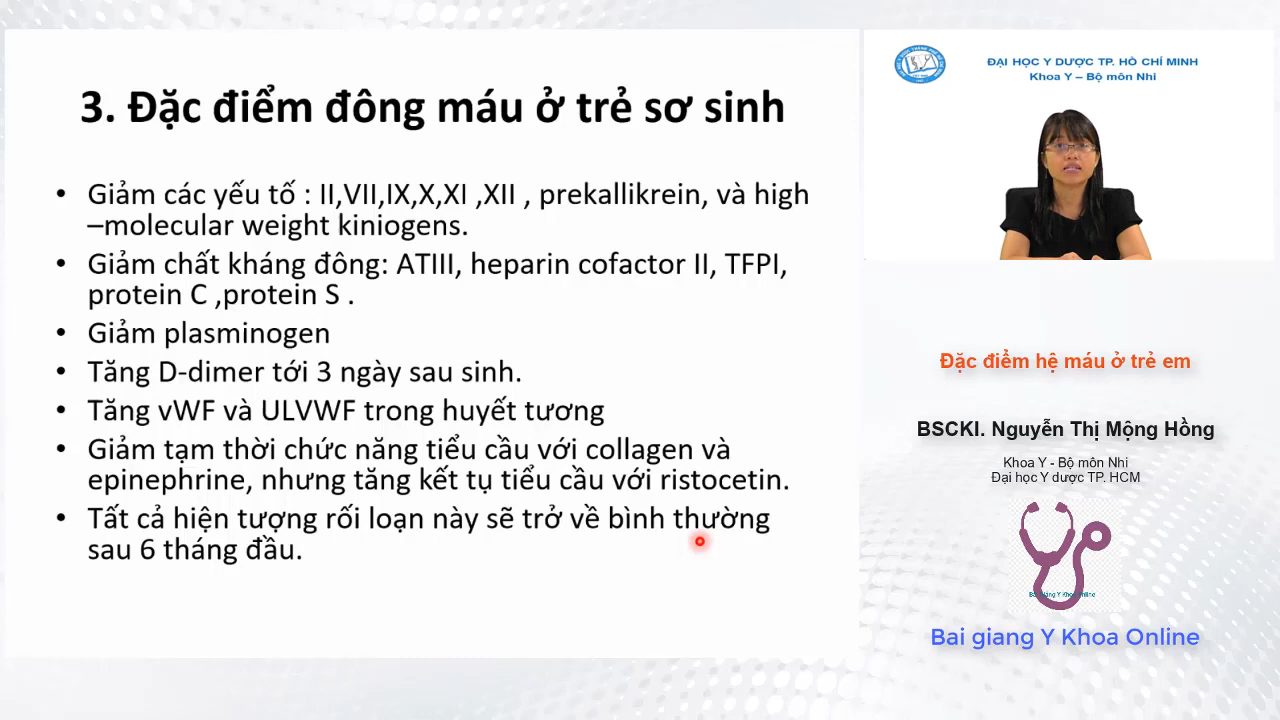 3. Đặc điểm đông máu ở trẻ sơ sinh
• Giảm các yếu tố : II,VII,IX,X,XI ,XII , prekallikrein, và high
–molecular weight kiniogens.
• Giảm chất kháng đông: ATIII, heparin cofactor II, TFPI,
protein C ,protein S .
• Giảm plasminogen
• Tăng D-dimer tới 3 ngày sau sinh.
• Tăng vWF và ULVWF trong huyết tương
• Giảm tạm thời chức năng tiểu cầu với collagen và
epinephrine, nhưng tăng kết tụ tiểu cầu với ristocetin.
• Tất cả hiện tượng rối loạn này sẽ trở về bình thường
sau 6 tháng đầu.
ĐẠI HỌC Y DƯỢC TP. HỒ CHÍ MINH
Khoa Y – Bộ môn Nhi
Đặc điểm hệ máu ở trẻ em
BSCKI. Nguyễn Thị Mộng Hồng
Khoa Y - Bộ môn Nhi
Đại học Y dược TP. HCM
Bài Giảng Y Khoa Online
Bai giang Y Khoa Online